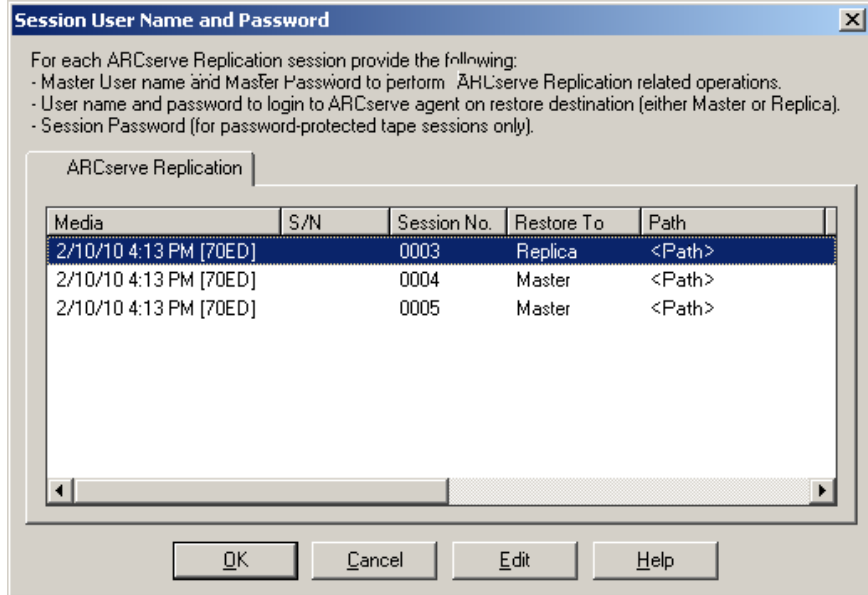 Session User Name and Password
For each ARCserve Replication session provide the following:
- Master User name and Master Password to perform ARCserve Replication related operations.
- User name and password to login to ARCserve agent on restore destination (either Master or Replica).
- Session Password (for password-protected tape sessions only).
ARCserve Replication
Media S/N Session No. Restore To Path
2/10/10 4:13 PM [70ED] 0003 Replica <Path>
2/10/10 4:13 PM [70ED] 0004 Master <Path>
2/10/10 4:13 PM [70ED] 0005 Master <Path>
OK Cancel Edit Help